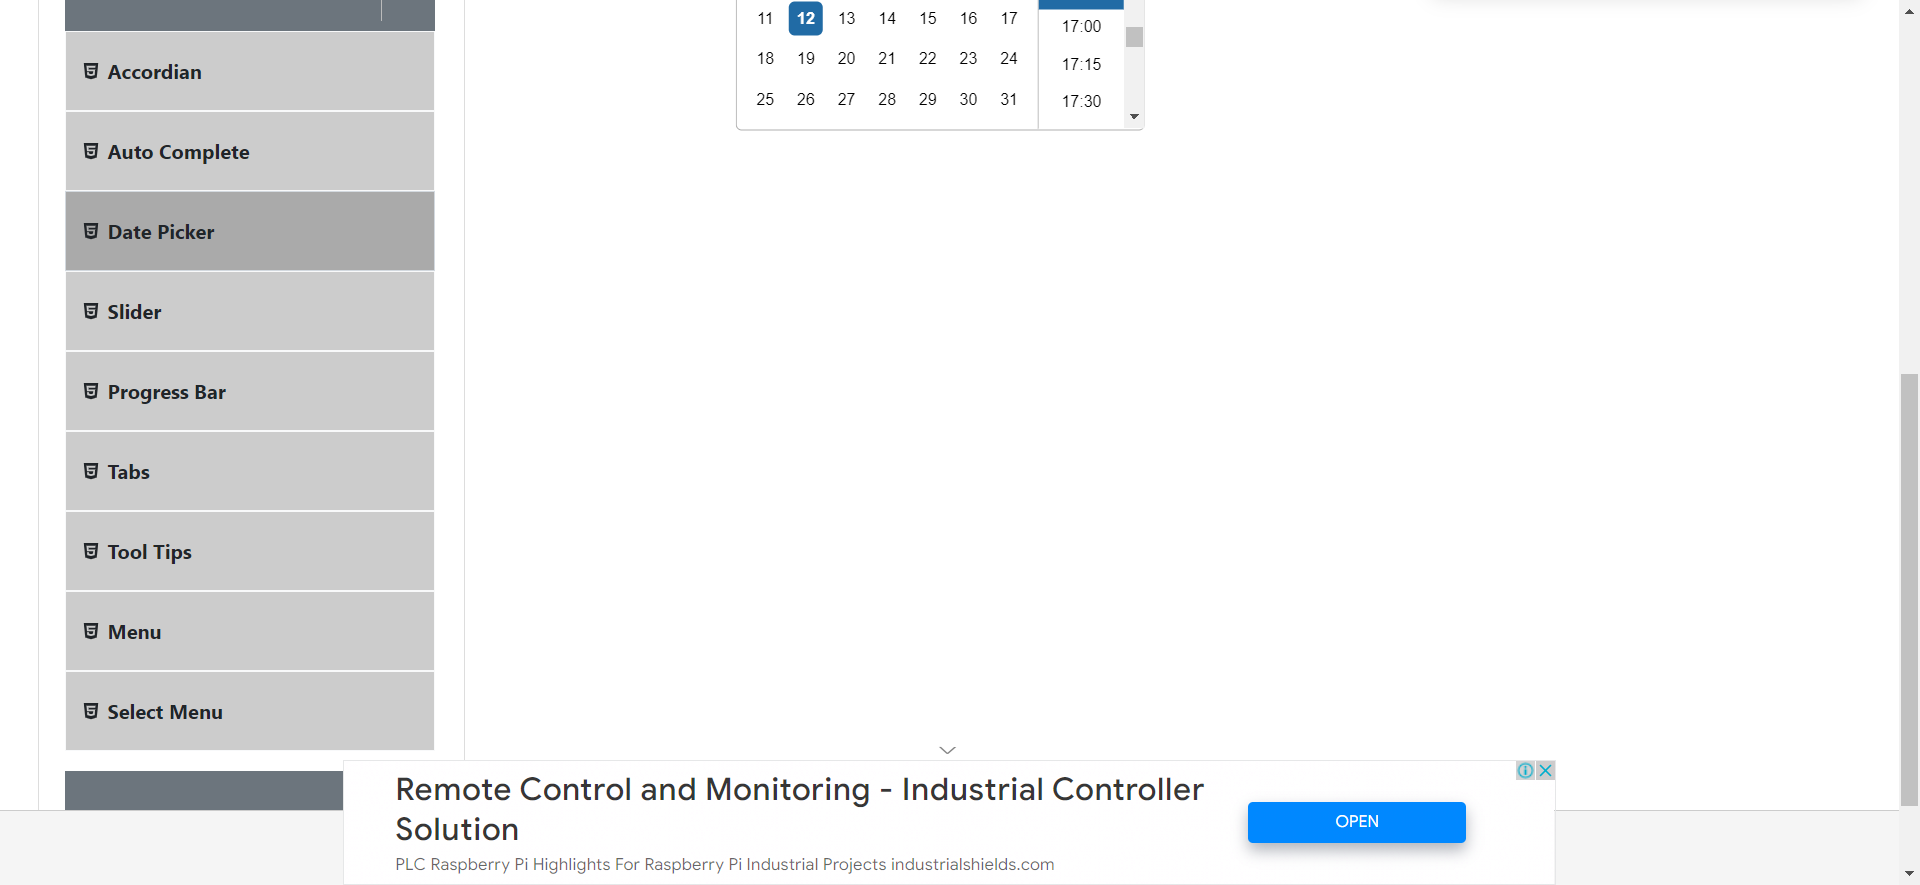 Accordian
Auto Complete
Date Picker
Slider
Progress Bar
Tabs
Tool Tips
Menu
Select Menu
11 12 13 14 15 16 17
18 19 20 21 22 23 24
25 26 27 28 29 30 31
17:00
17:15
17:30
Remote Control and Monitoring - Industrial Controller
Solution
PLC Raspberry Pi Highlights For Raspberry Pi Industrial Projects industrialshields.com
OPEN